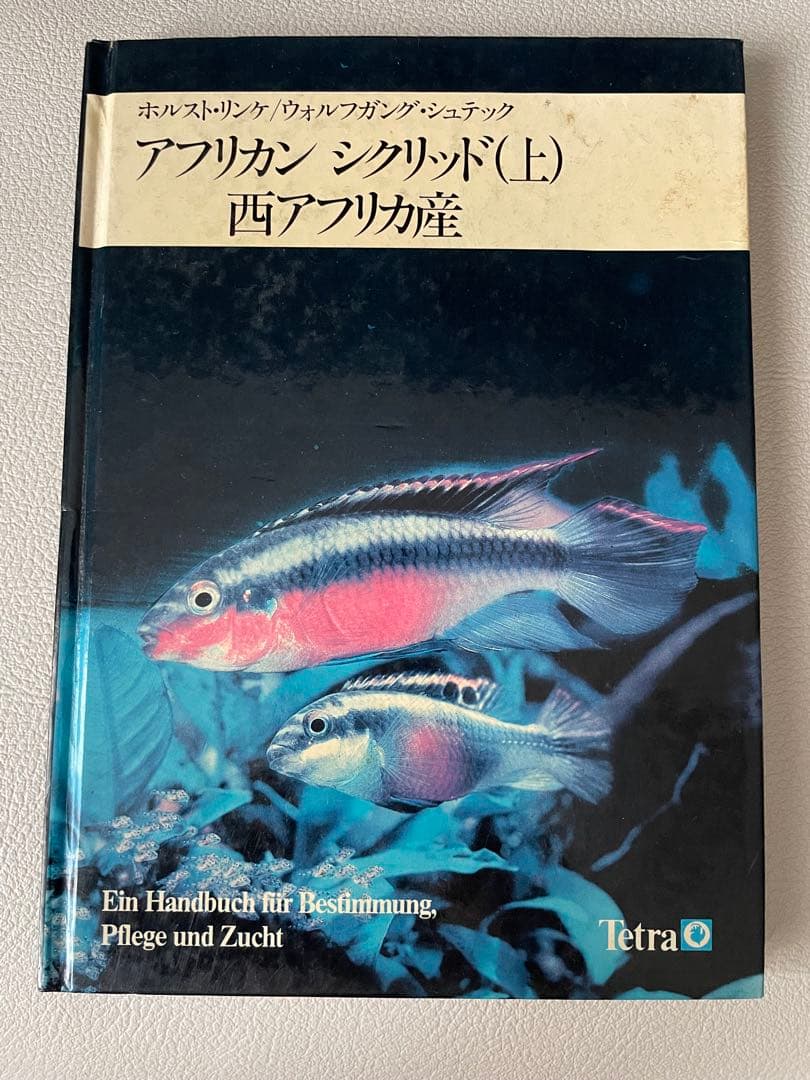 ホルスト・リンケ/ウォルフガング・シュテック
アフリカン シクリッド(上)
西アフリカ産
Ein Handbuch für Bestimmung,
Pflege und Zucht
Tetra